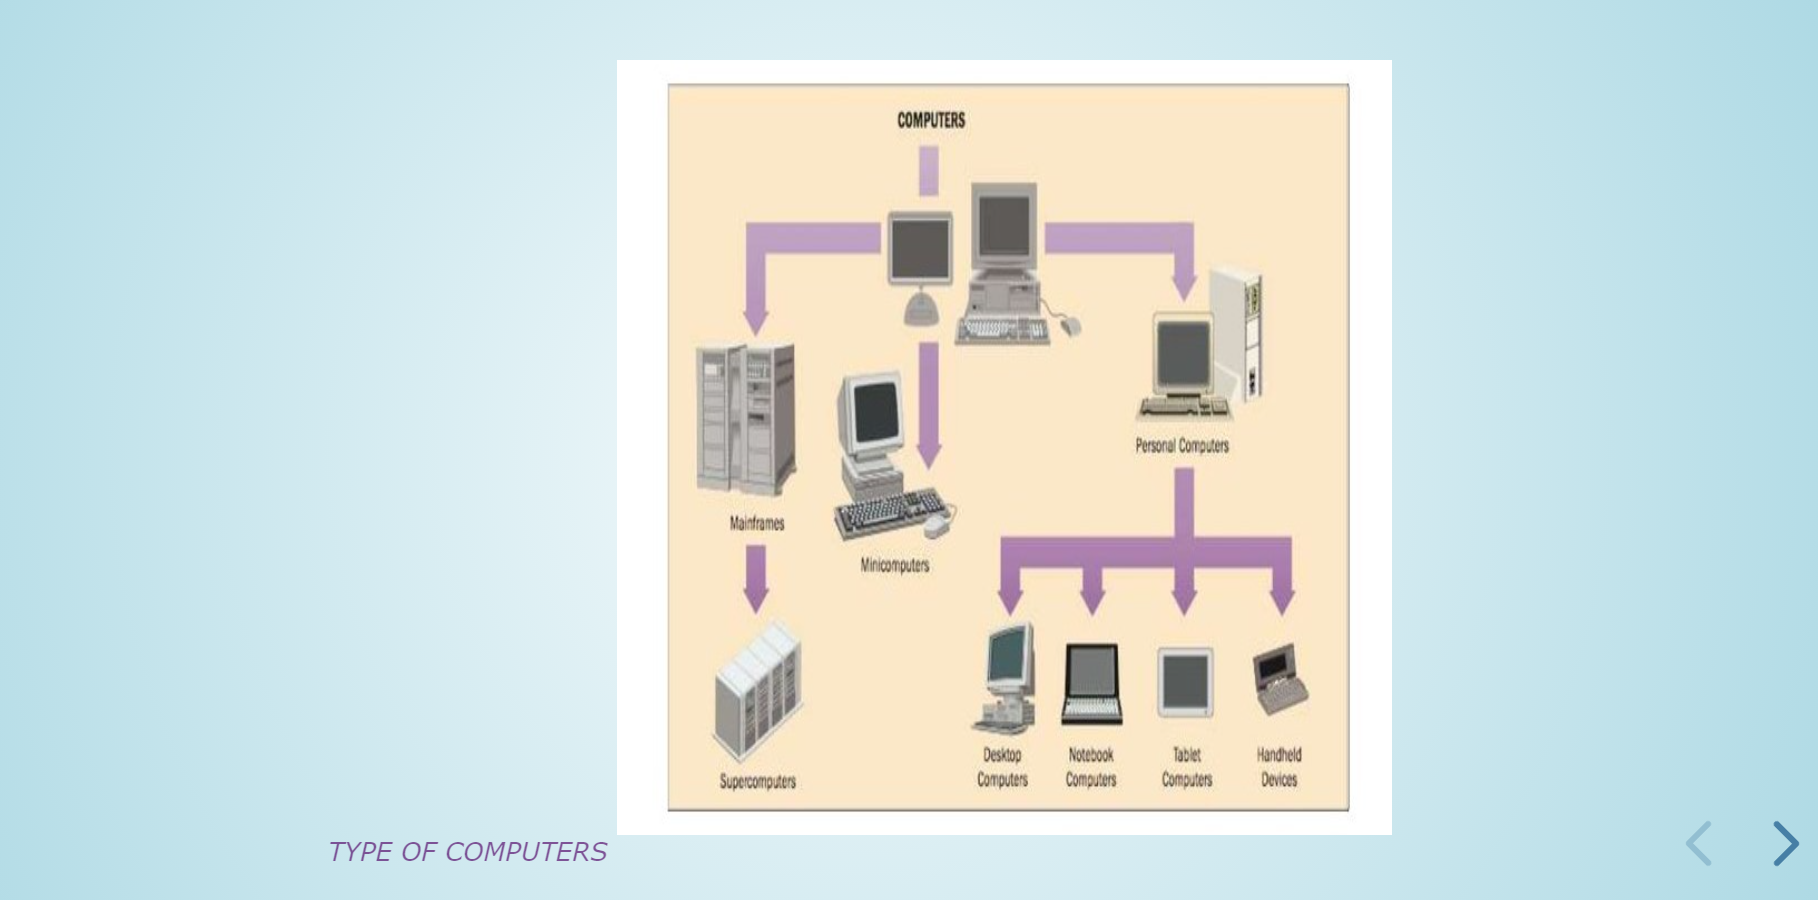 COMPUTERS
Personal Computers
Mainframes
Minicomputers
Desktop
Computers
Notebook
Computers
Tablet
Computers
Handheld
Devices
Supercomputers
TYPE OF COMPUTERS